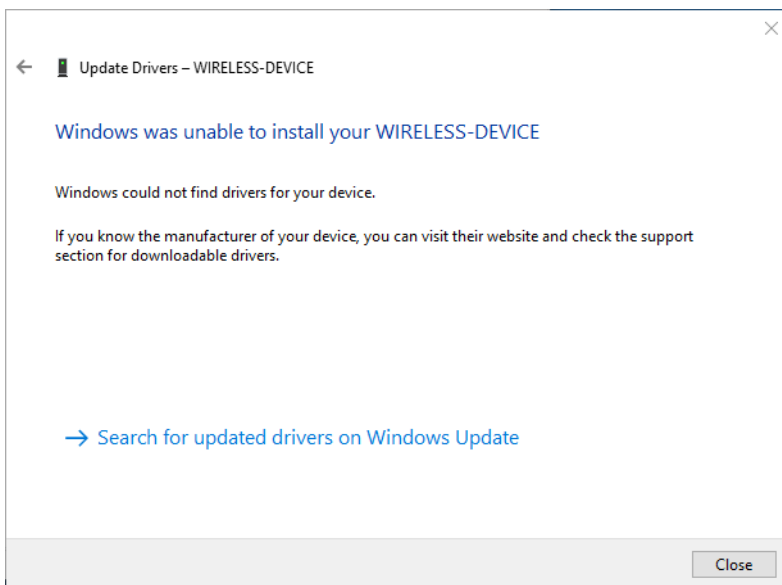 Update Drivers – WIRELESS-DEVICE
Windows was unable to install your WIRELESS-DEVICE
Windows could not find drivers for your device.
If you know the manufacturer of your device, you can visit their website and check the support
section for downloadable drivers.
Search for updated drivers on Windows Update
Close